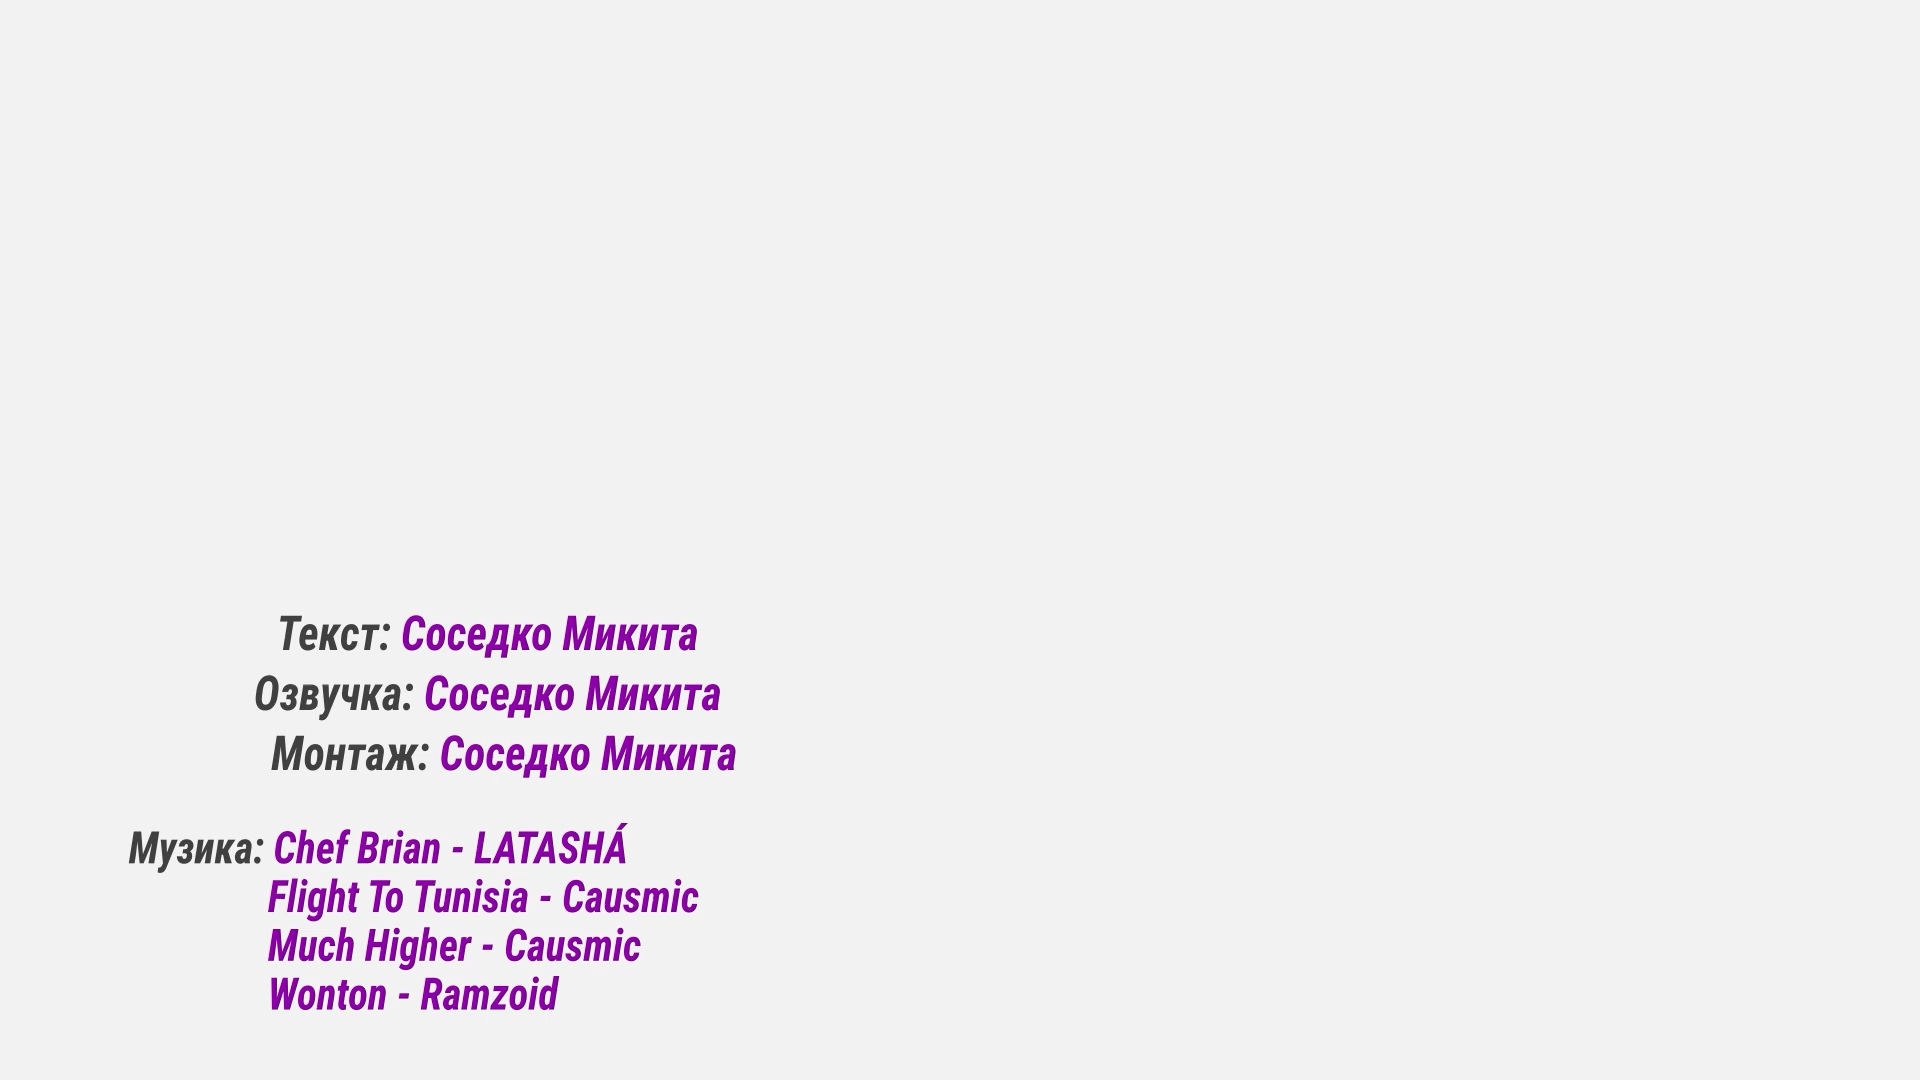 Текст: Соседко Микита
Озвучка: Соседко Микита
Монтаж: Соседко Микита
Музика: Chef Brian - LATASHÁ
Flight To Tunisia - Causmic
Much Higher - Causmic
Wonton - Ramzoid